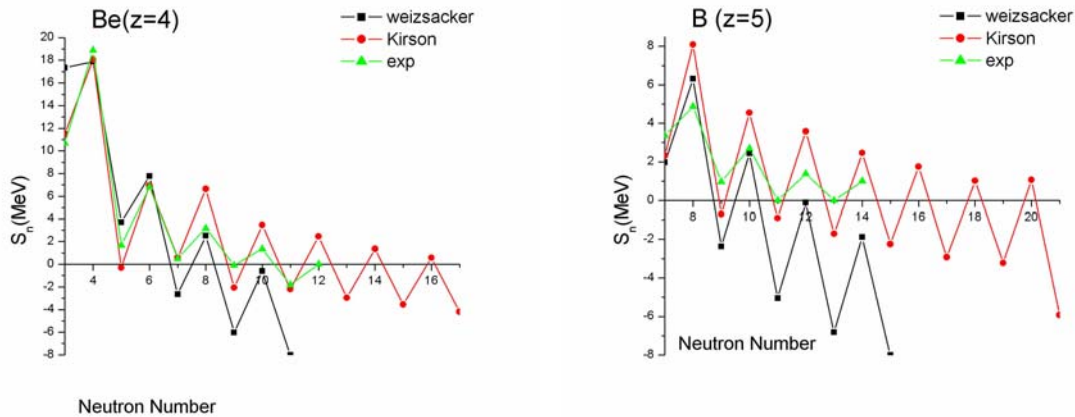 Be(z=4)
weizsacker
Kirson
exp
20
18
16
14
12
10
8
6
4
2
0
-2
-4
-6
-8
4 6 8 10 12 14 16
Sn(MeV)
Neutron Number
B (z=5)
weizsacker
Kirson
exp
8
6
4
2
0
-2
-4
-6
-8
8 10 12 14 16 18 20
Sn(MeV)
Neutron Number